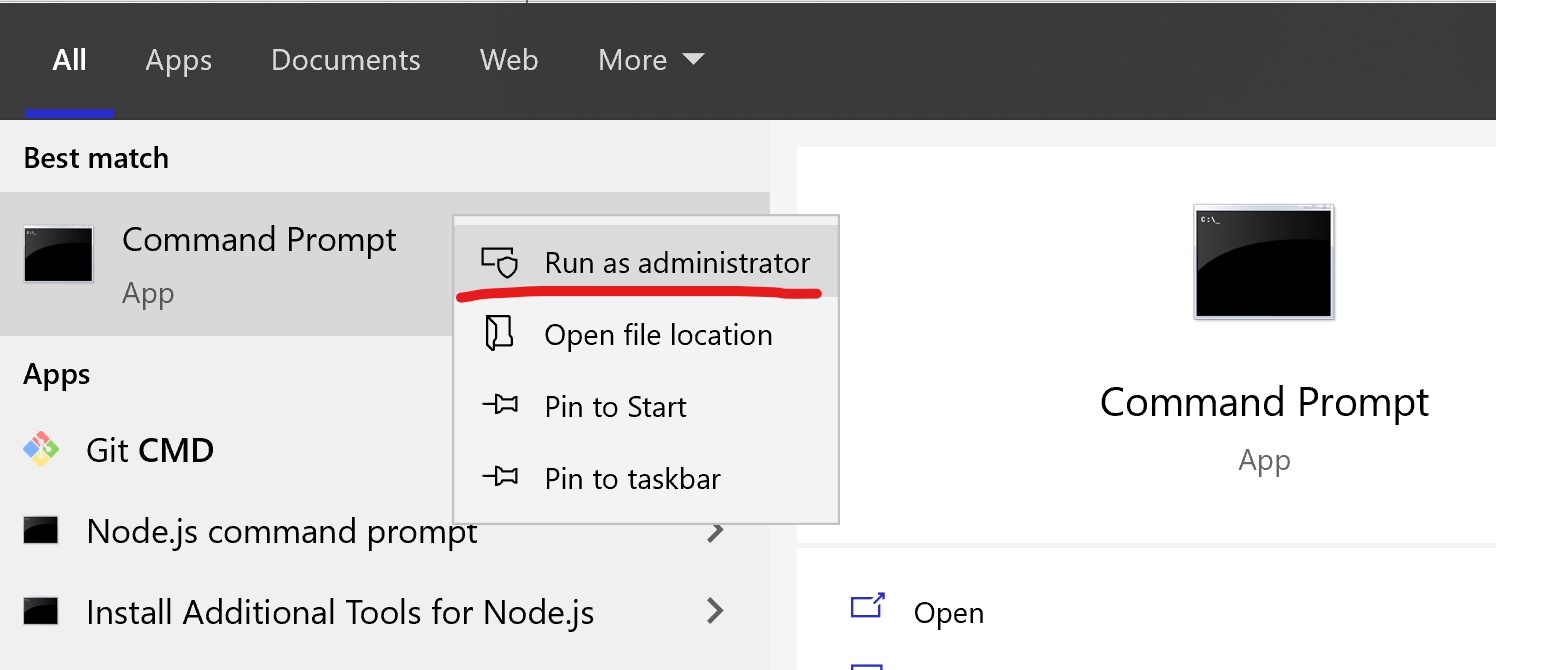 All Apps Documents Web More
Best match
Command Prompt
App
Run as administrator
Open file location
Pin to Start
Pin to taskbar
Apps
Git CMD
Node.js command prompt
Install Additional Tools for Node.js
C:\_
Command Prompt
App
Open